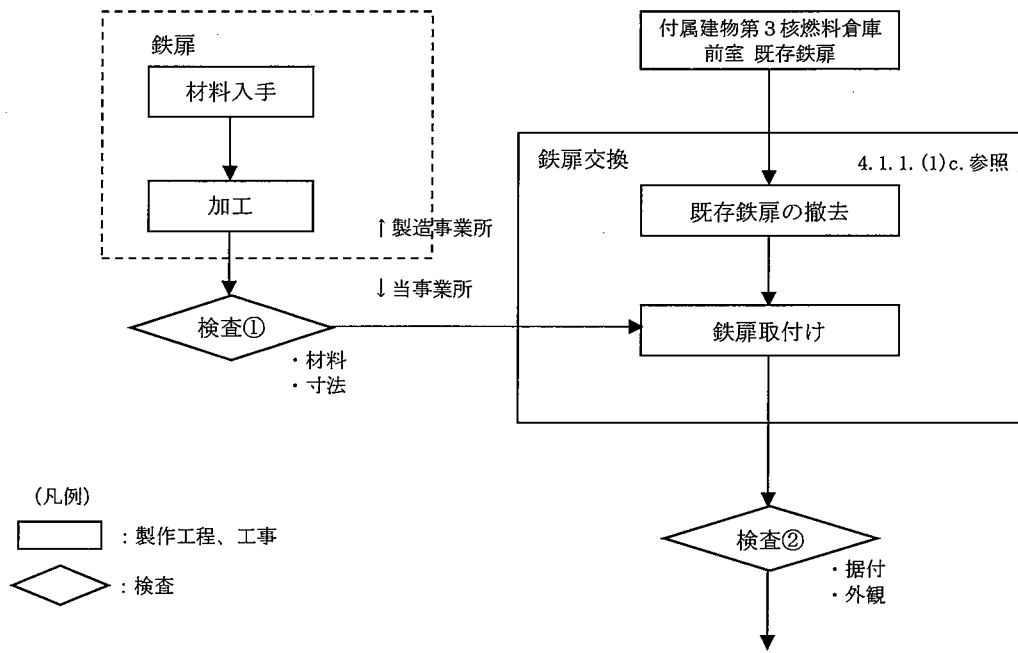 鉄扉
材料入手
加工
↑製造事業所
↓当事業所
検査①
・材料
・寸法
付属建物第3核燃料倉庫
前室 既存鉄扉
鉄扉交換
4.1.1.(1)c.参照
既存鉄扉の撤去
鉄扉取付け
検査②
・据付
・外観
(凡例)
：製作工程、工事
：検査